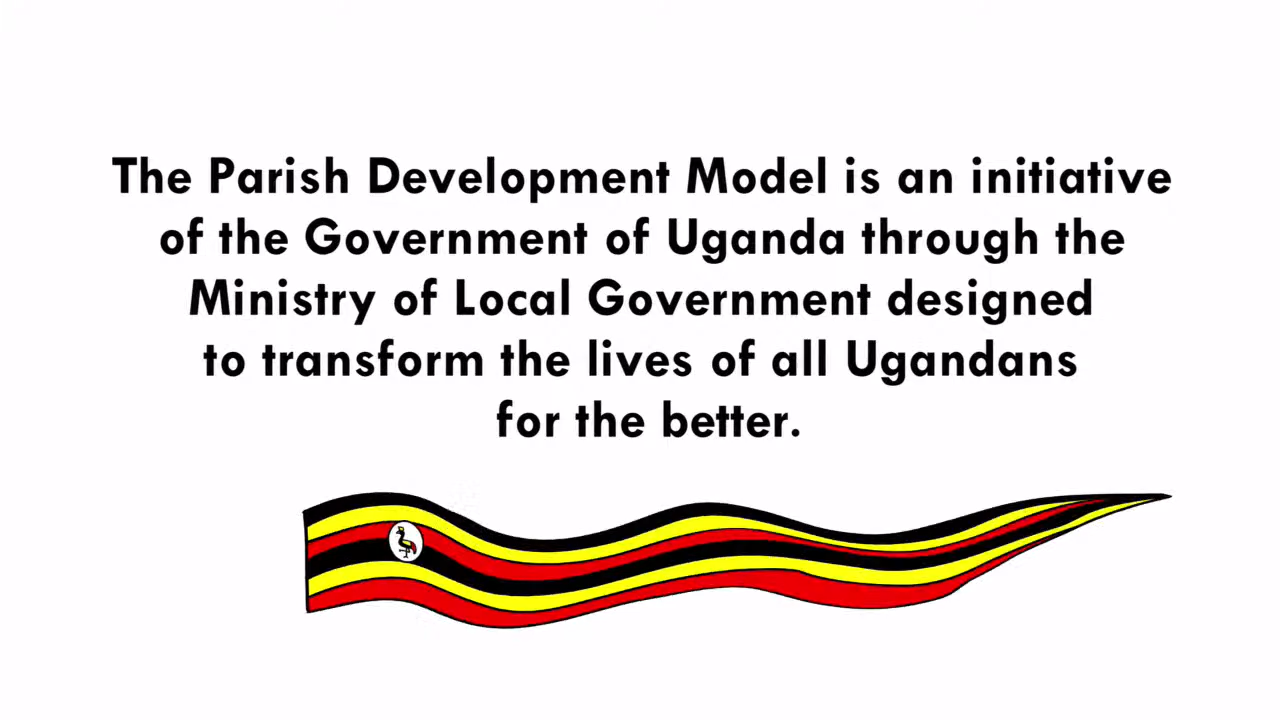 The Parish Development Model is an initiative
of the Government of Uganda through the
Ministry of Local Government designed
to transform the lives of all Ugandans
for the better.